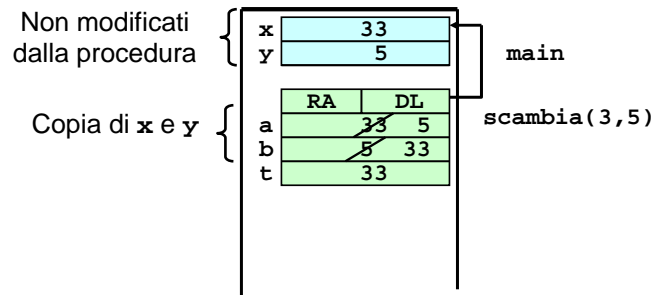 Non modificati
dalla procedura
x 33
y 5
main
RA DL
Copia di x e y
scambia(3,5)
a 33 5
b 5 33
t 33